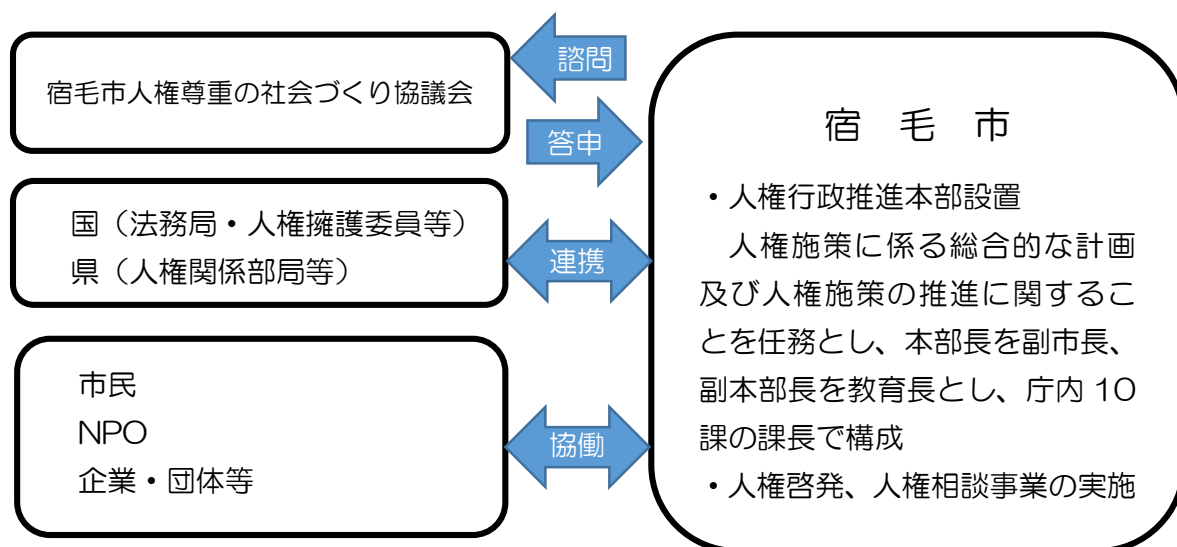 宿毛市人権尊重の社会づくり協議会
諮問
答申
国（法務局・人権擁護委員等）
県（人権関係部局等）
連携
市民
NPO
企業・団体等
協働
宿 毛 市
・人権行政推進本部設置
人権施策に係る総合的な計画
及び人権施策の推進に関するこ
とを任務とし、本部長を副市長、
副本部長を教育長とし、庁内 10
課の課長で構成
・人権啓発、人権相談事業の実施